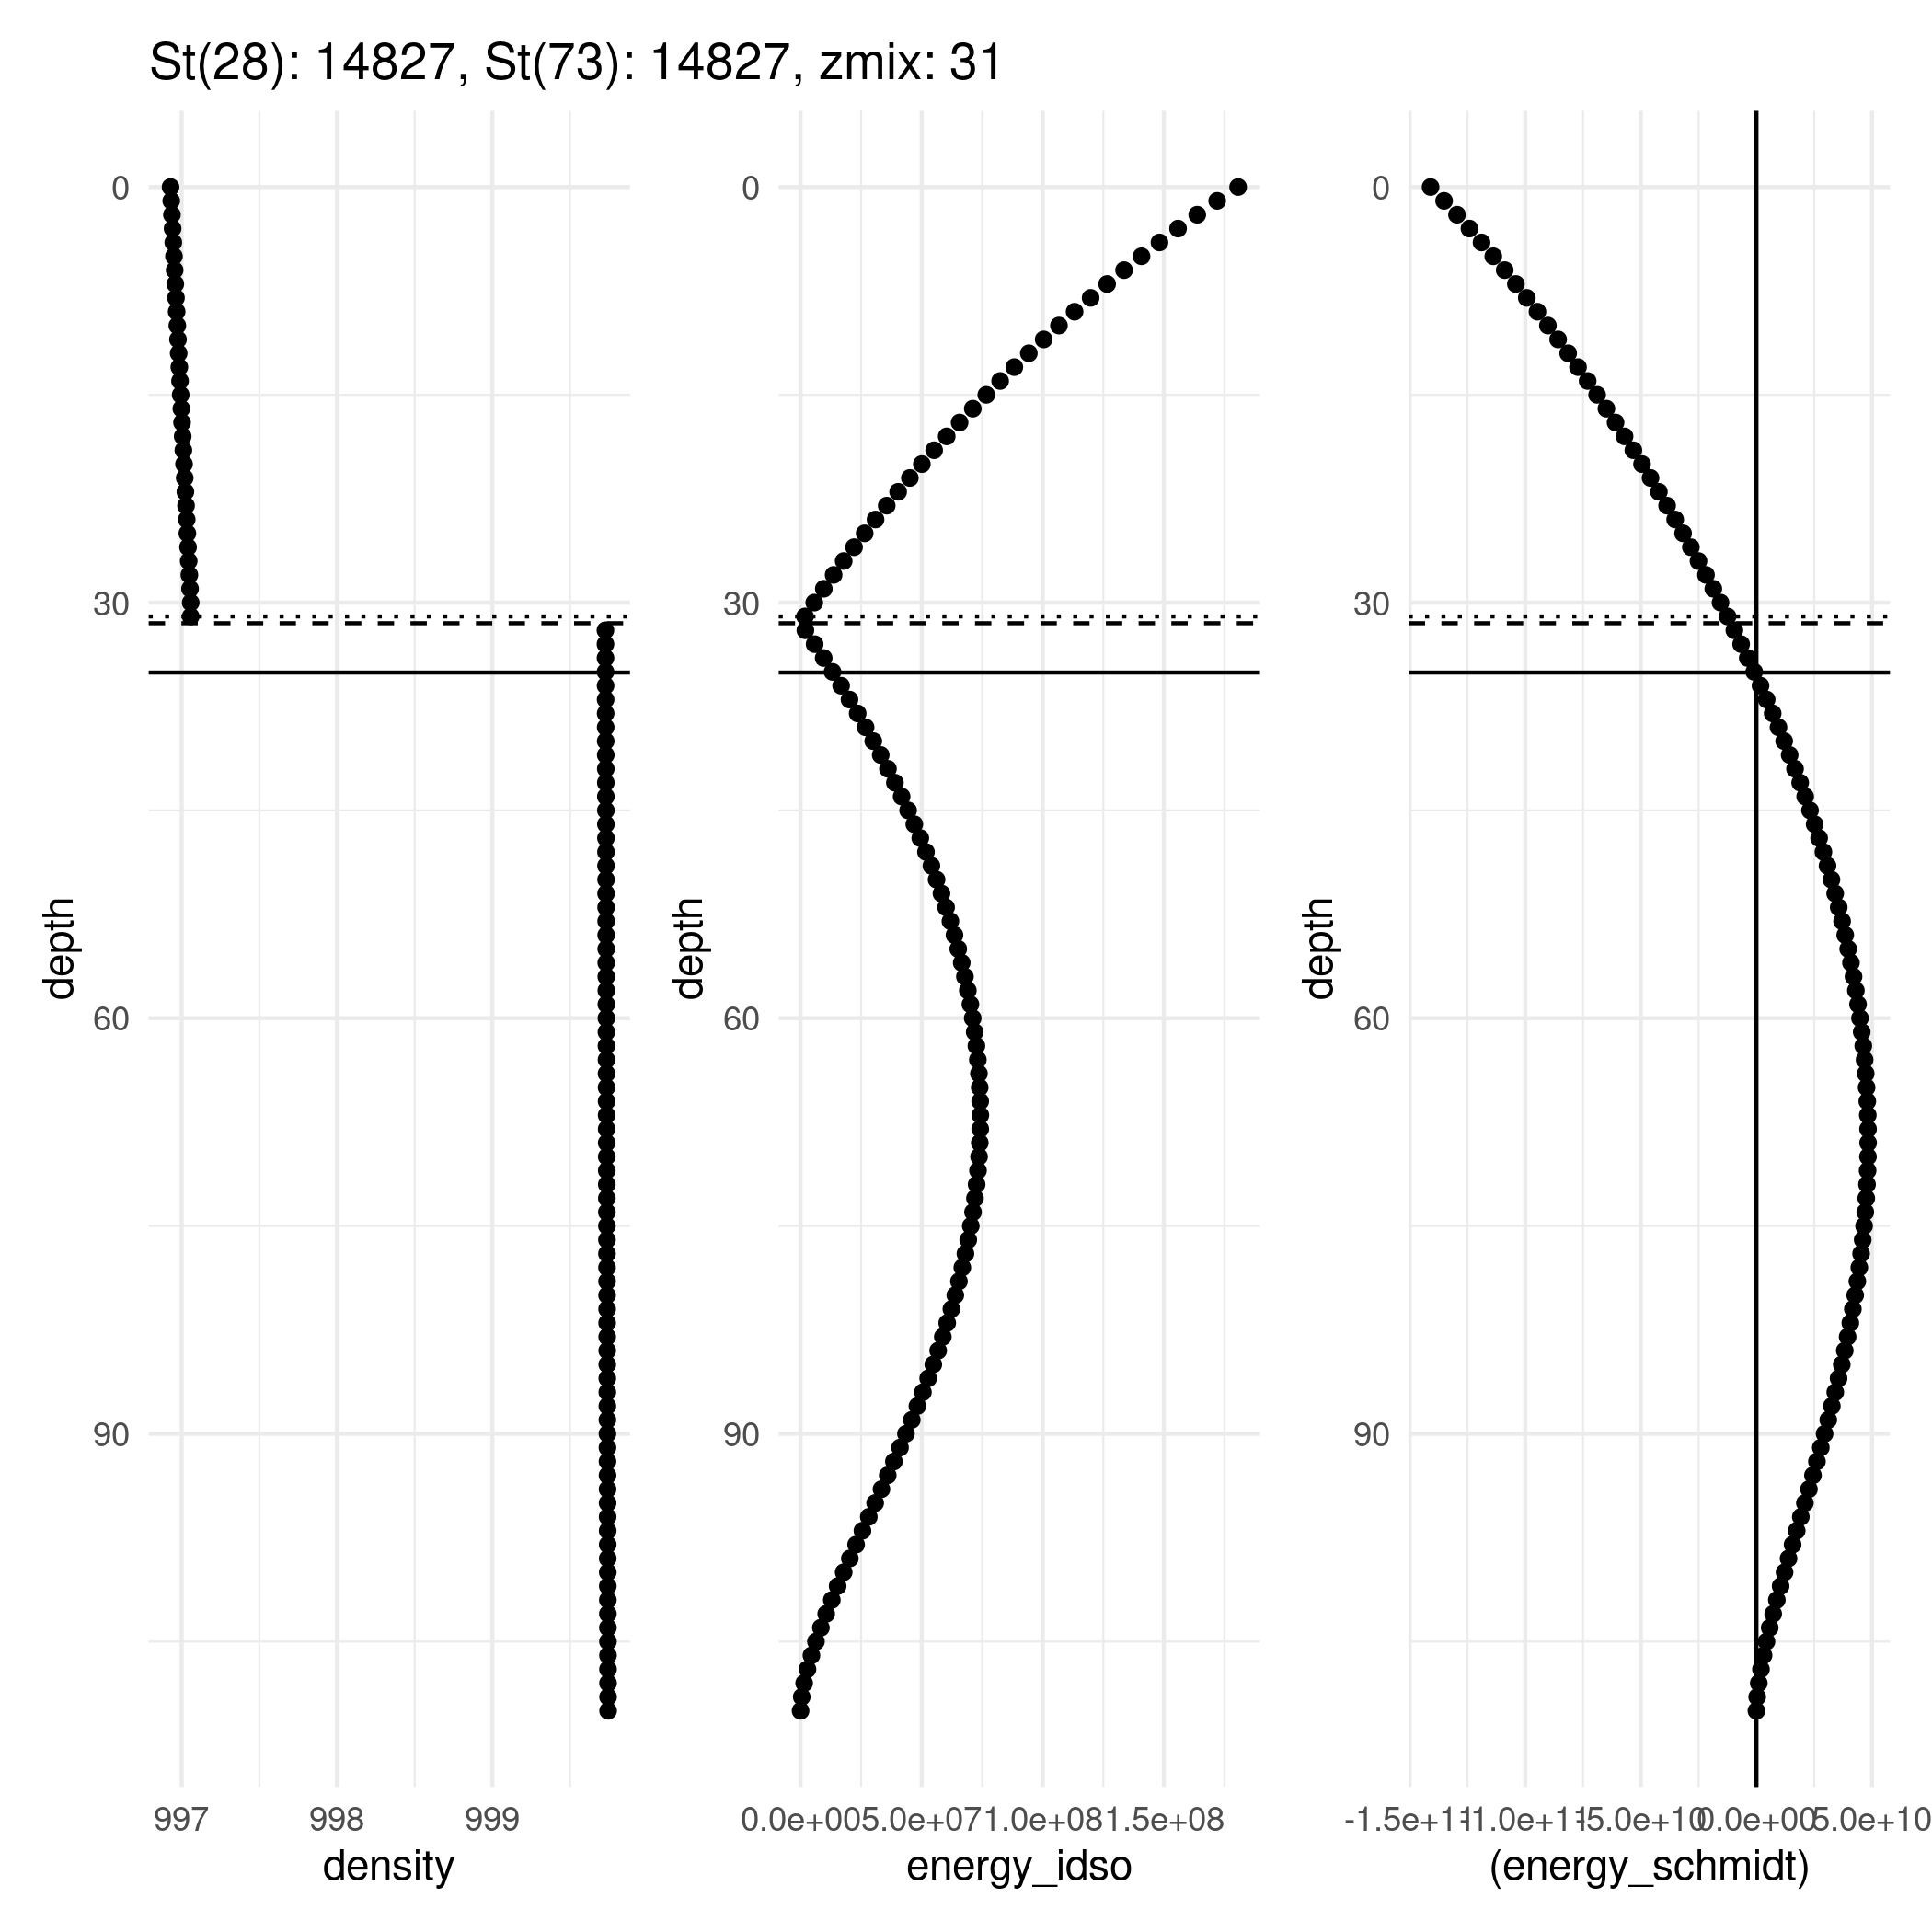 St(28): 14827, St(73): 14827, zmix: 31
0
30
60
90
depth
997 998 999
density
0
30
60
90
depth
0.0e+00 5.0e+07 1.0e+08 1.5e+08
energy_idso
0
30
60
90
depth
-1.5e+11 -1.0e+11 -5.0e+10 0.0e+00 5.0e+10
(energy_schmidt)